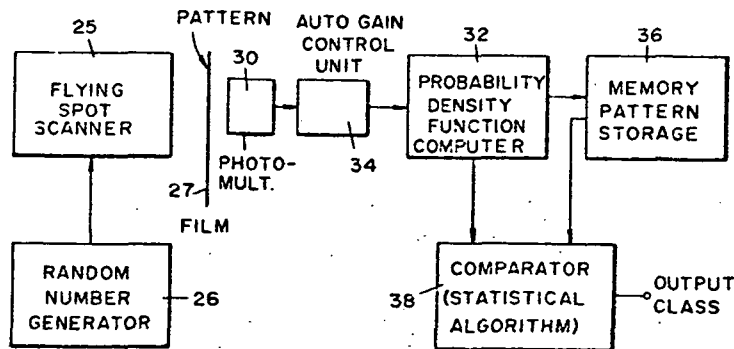 25
FLYING
SPOT
SCANNER
PATTERN
30
PHOTO-
MULT.
27
FILM
AUTO GAIN
CONTROL
UNIT
34
32
PROBABILITY
DENSITY
FUNCTION
COMPUTER
36
MEMORY
PATTERN
STORAGE
RANDOM
NUMBER
GENERATOR
26
38
COMPARATOR
(STATISTICAL
ALGORITHM)
OUTPUT
CLASS